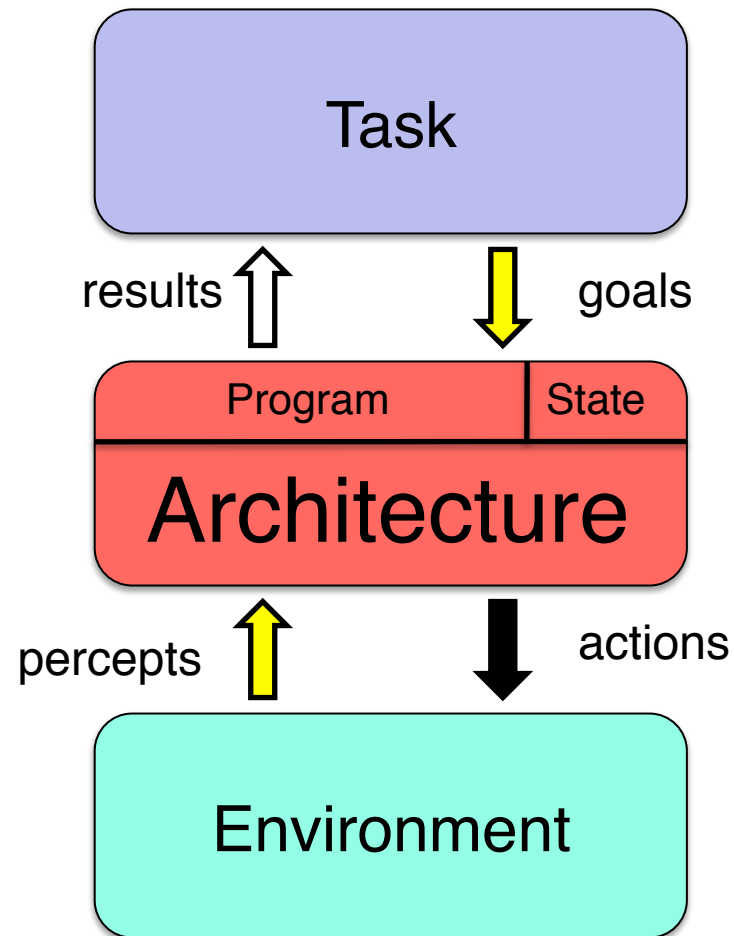 Task
results
goals
Program
State
Architecture
percepts
actions
Environment